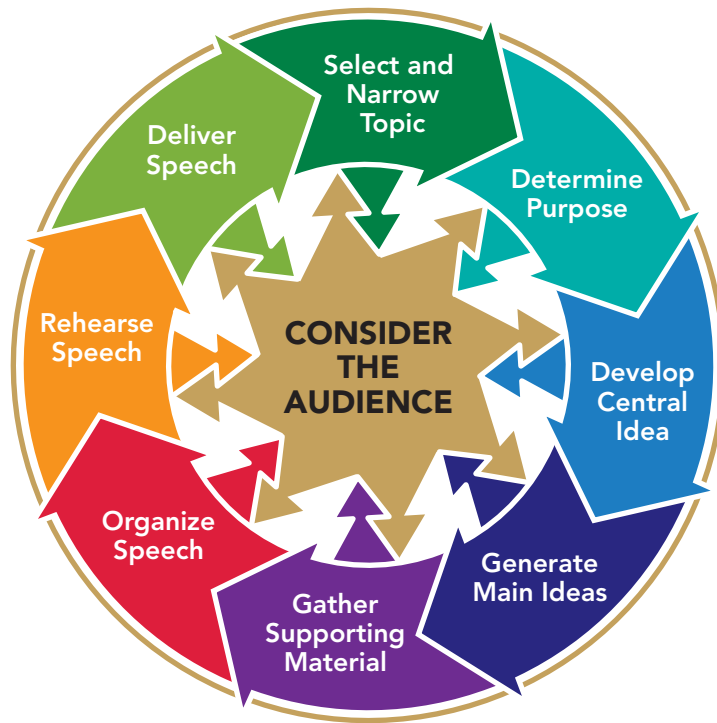 Select and
Narrow
Topic
Determine
Purpose
Develop
Central
Idea
Generate
Main Ideas
Gather
Supporting
Material
Organize
Speech
Rehearse
Speech
Deliver
Speech
CONSIDER
THE
AUDIENCE